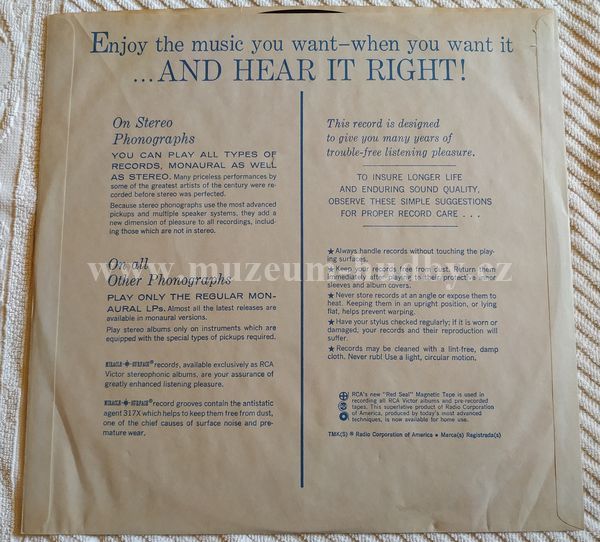 Enjoy the music you want—when you want it
...AND HEAR IT RIGHT!
On Stereo
Phonographs
YOU CAN PLAY ALL TYPES OF
RECORDS, MONAURAL AS WELL
AS STEREO. Many priceless performances by
some of the greatest artists of the century were re-
corded before stereo was perfected.
Because stereo phonographs use the most advanced
pickups and multiple speaker systems, they add a
new dimension of pleasure to all recordings, includ-
ing those which are not in stereo.
On all
Other Phonographs
PLAY ONLY THE REGULAR MON-
AURAL LPs. Almost all the latest releases are
available in monaural versions.
Play stereo albums only on instruments which are
equipped with the special types of pickups required.
MIRACLE SURFACE® records, available exclusively as RCA
Victor stereophonic albums, are your assurance of
greatly enhanced listening pleasure.
MIRACLE SURFACE® record grooves contain the antistatic
agent 317X which helps to keep them free from dust,
one of the chief causes of surface noise and pre-
mature wear.
This record is designed
to give you many years of
trouble-free listening pleasure.
TO INSURE LONGER LIFE
AND ENDURING SOUND QUALITY,
OBSERVE THESE SIMPLE SUGGESTIONS
FOR PROPER RECORD CARE . . .
★Always handle records without touching the play-
ing surface.
★Keep your records free from dust. Return them
immediately after play to their protective inner
sleeves and album covers.
★Never store records at an angle or expose them to
heat. Keeping them in an upright position, or lying
flat, helps prevent warping.
★Have your stylus checked regularly; if it is worn or
damaged, your records and their reproduction will
suffer.
★Records may be cleaned with a lint-free, damp
cloth. Never rub! Use a light, circular motion.
RCA's new "Red Seal" Magnetic Tape is used in
recording all RCA Victor albums and pre-recorded
tapes. This superlative product of Radio Corporation
of America, produced by today's most advanced
techniques, is now available for home use.
TMK(S) ® Radio Corporation of America • Marca(s) Registrada(s)
www.muzeum-hudby.cz